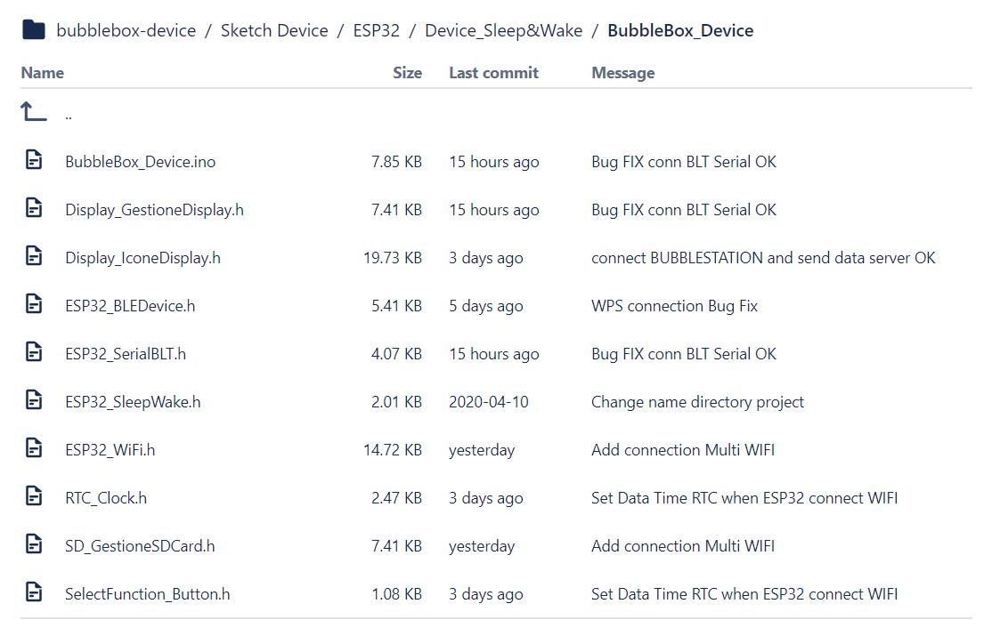 bubblebox-device / Sketch Device / ESP32 / Device_Sleep&Wake / BubbleBox_Device
Name Size Last commit Message
..
BubbleBox_Device.ino 7.85 KB 15 hours ago Bug FIX conn BLT Serial OK
Display_GestioneDisplay.h 7.41 KB 15 hours ago Bug FIX conn BLT Serial OK
Display_IconeDisplay.h 19.73 KB 3 days ago connect BUBBLESTATION and send data server OK
ESP32_BLEDevice.h 5.41 KB 5 days ago WPS connection Bug Fix
ESP32_SerialBLT.h 4.07 KB 15 hours ago Bug FIX conn BLT Serial OK
ESP32_SleepWake.h 2.01 KB 2020-04-10 Change name directory project
ESP32_WiFi.h 14.72 KB yesterday Add connection Multi WIFI
RTC_Clock.h 2.47 KB 3 days ago Set Data Time RTC when ESP32 connect WIFI
SD_GestioneSDCard.h 7.41 KB yesterday Add connection Multi WIFI
SelectFunction_Button.h 1.08 KB 3 days ago Set Data Time RTC when ESP32 connect WIFI